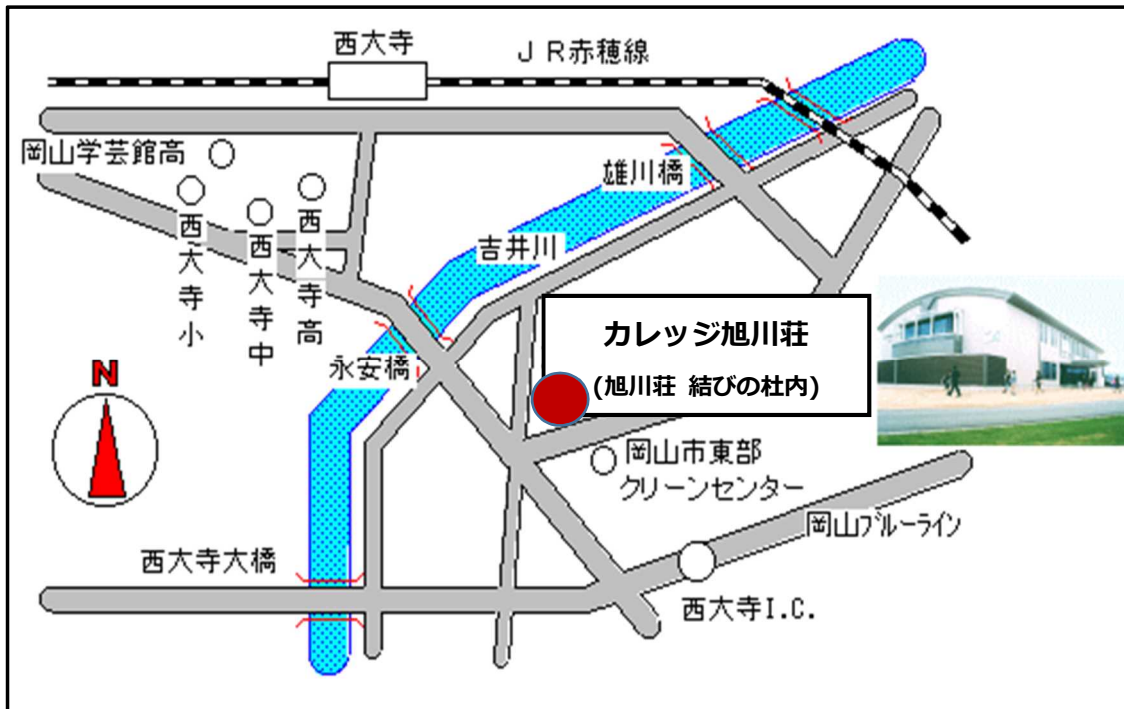 西大寺
JR赤穂線
岡山学芸館高
雄川橋
西大寺小
西大寺中
西大寺高
吉井川
カレッジ旭川荘
(旭川荘 結びの杜内)
永安橋
N
岡山市東部
クリーンセンター
岡山ブルーライン
西大寺大橋
西大寺I.C.